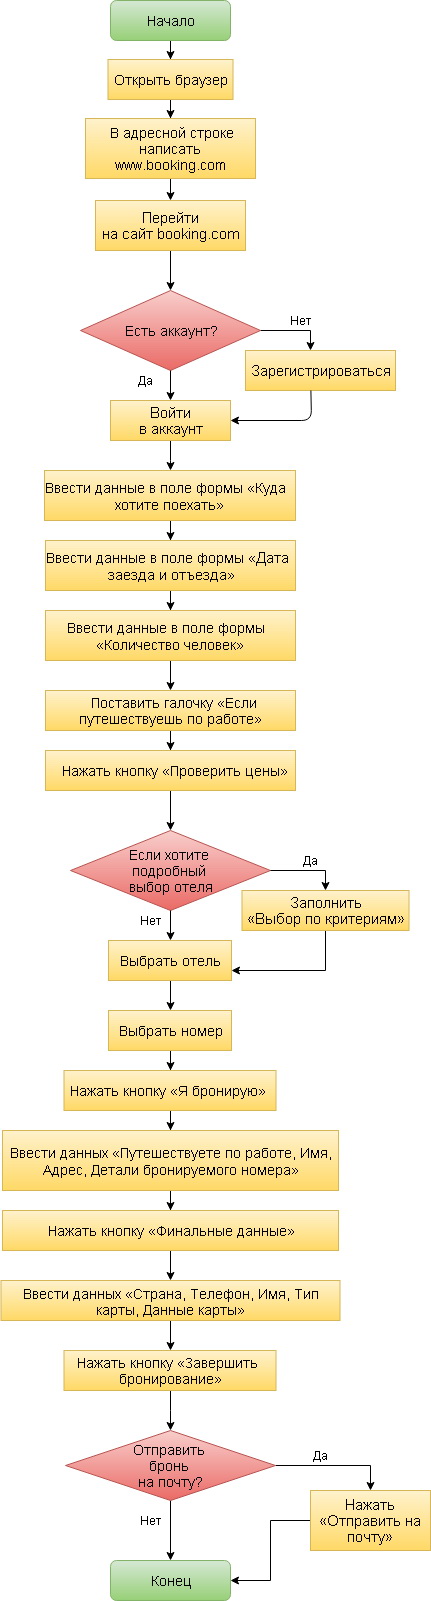 Начало
Открыть браузер
В адресной строке
написать
www.booking.com
Перейти
на сайт booking.com
Есть аккаунт?
Нет
Зарегистрироваться
Да
Войти
в аккаунт
Ввести данные в поле формы «Куда
хотите поехать»
Ввести данные в поле формы «Дата
заезда и отъезда»
Ввести данные в поле формы
«Количество человек»
Поставить галочку «Если
путешествуешь по работе»
Нажать кнопку «Проверить цены»
Если хотите
подробный
выбор отеля
Да
Заполнить
«Выбор по критериям»
Нет
Выбрать отель
Выбрать номер
Нажать кнопку «Я бронирую»
Ввести данных «Путешествуете по работе, Имя,
Адрес, Детали бронируемого номера»
Нажать кнопку «Финальные данные»
Ввести данных «Страна, Телефон, Имя, Тип
карты, Данные карты»
Нажать кнопку «Завершить
бронирование»
Отправить
бронь
на почту?
Да
Нажать
«Отправить на
почту»
Нет
Конец